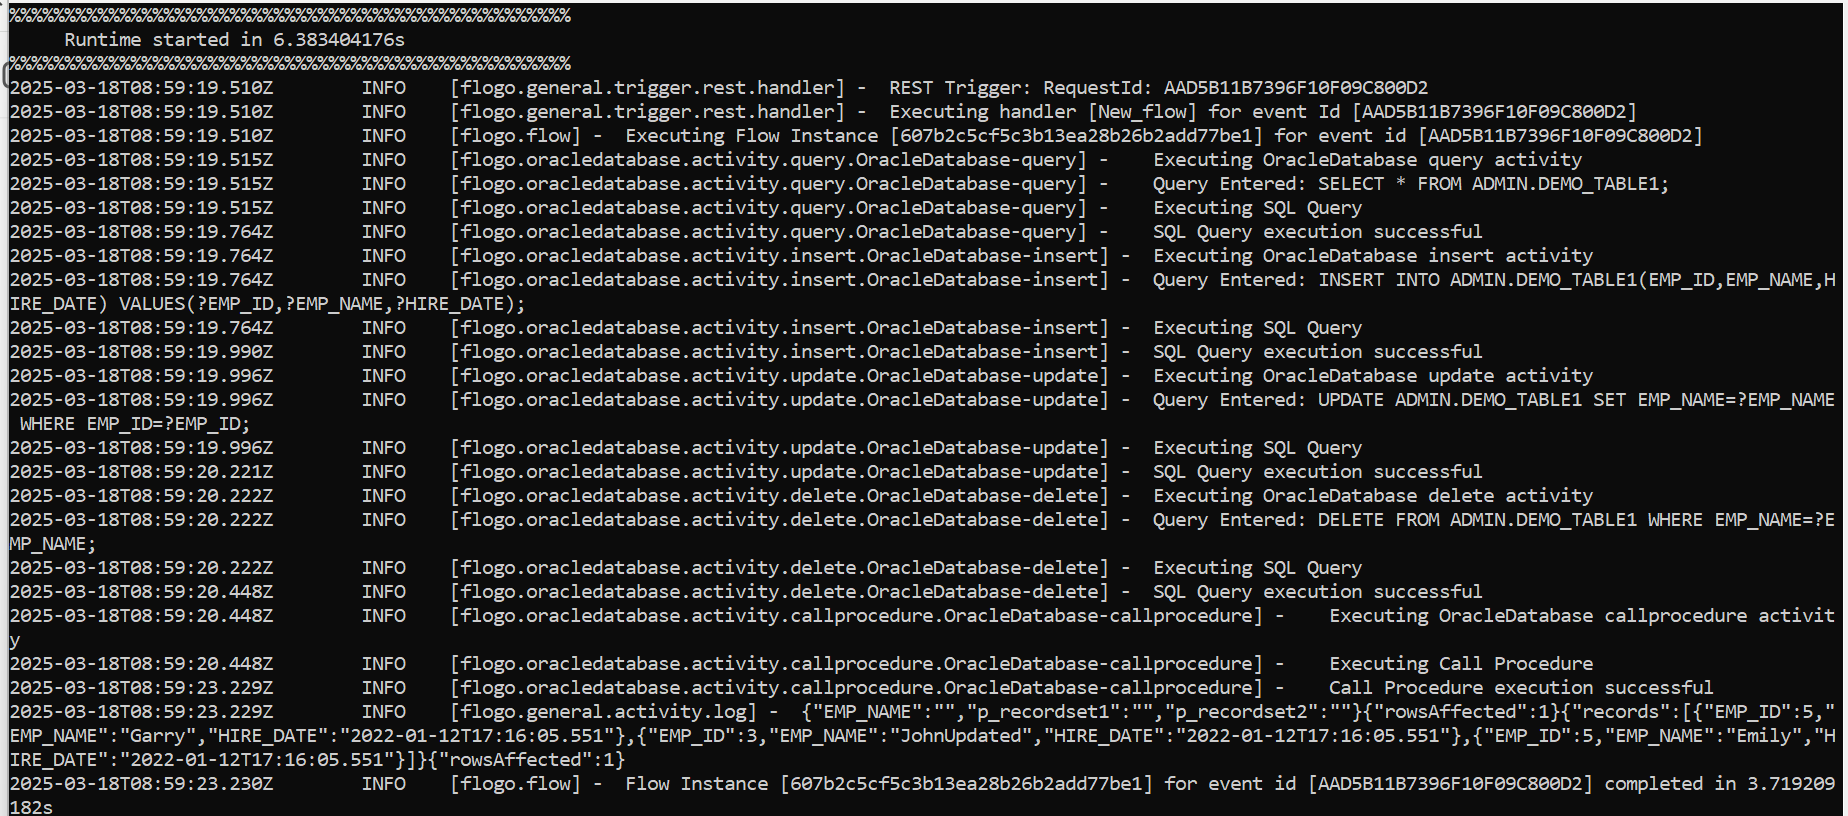 %%%%%%%%%%%%%%%%%%%%%%%%%%%%%%%%%%%%%%%%%%%%%%%%%%%
     Runtime started in 6.383404176s
%%%%%%%%%%%%%%%%%%%%%%%%%%%%%%%%%%%%%%%%%%%%%%%%%%%
2025-03-18T08:59:19.510Z        INFO    [flogo.general.trigger.rest.handler] -  REST Trigger: RequestId: AAD5B11B7396F10F09C800D2
2025-03-18T08:59:19.510Z        INFO    [flogo.general.trigger.rest.handler] -  Executing handler [New_flow] for event Id [AAD5B11B7396F10F09C800D2]
2025-03-18T08:59:19.510Z        INFO    [flogo.flow] -  Executing Flow Instance [607b2c5cf5c3b13ea28b26b2add77be1] for event id [AAD5B11B7396F10F09C800D2]
2025-03-18T08:59:19.515Z        INFO    [flogo.oracledatabase.activity.query.OracleDatabase-query] -    Executing OracleDatabase query activity
2025-03-18T08:59:19.515Z        INFO    [flogo.oracledatabase.activity.query.OracleDatabase-query] -    Query Entered: SELECT * FROM ADMIN.DEMO_TABLE1;
2025-03-18T08:59:19.515Z        INFO    [flogo.oracledatabase.activity.query.OracleDatabase-query] -    Executing SQL Query
2025-03-18T08:59:19.764Z        INFO    [flogo.oracledatabase.activity.query.OracleDatabase-query] -    SQL Query execution successful
2025-03-18T08:59:19.764Z        INFO    [flogo.oracledatabase.activity.insert.OracleDatabase-insert] -  Executing OracleDatabase insert activity
2025-03-18T08:59:19.764Z        INFO    [flogo.oracledatabase.activity.insert.OracleDatabase-insert] -  Query Entered: INSERT INTO ADMIN.DEMO_TABLE1(EMP_ID,EMP_NAME,H
IRE_DATE) VALUES(?EMP_ID,?EMP_NAME,?HIRE_DATE);
2025-03-18T08:59:19.764Z        INFO    [flogo.oracledatabase.activity.insert.OracleDatabase-insert] -  Executing SQL Query
2025-03-18T08:59:19.990Z        INFO    [flogo.oracledatabase.activity.insert.OracleDatabase-insert] -  SQL Query execution successful
2025-03-18T08:59:19.996Z        INFO    [flogo.oracledatabase.activity.update.OracleDatabase-update] -  Executing OracleDatabase update activity
2025-03-18T08:59:19.996Z        INFO    [flogo.oracledatabase.activity.update.OracleDatabase-update] -  Query Entered: UPDATE ADMIN.DEMO_TABLE1 SET EMP_NAME=?EMP_NAME
 WHERE EMP_ID=?EMP_ID;
2025-03-18T08:59:19.996Z        INFO    [flogo.oracledatabase.activity.update.OracleDatabase-update] -  Executing SQL Query
2025-03-18T08:59:20.221Z        INFO    [flogo.oracledatabase.activity.update.OracleDatabase-update] -  SQL Query execution successful
2025-03-18T08:59:20.222Z        INFO    [flogo.oracledatabase.activity.delete.OracleDatabase-delete] -  Executing OracleDatabase delete activity
2025-03-18T08:59:20.222Z        INFO    [flogo.oracledatabase.activity.delete.OracleDatabase-delete] -  Query Entered: DELETE FROM ADMIN.DEMO_TABLE1 WHERE EMP_NAME=?E
MP_NAME;
2025-03-18T08:59:20.222Z        INFO    [flogo.oracledatabase.activity.delete.OracleDatabase-delete] -  Executing SQL Query
2025-03-18T08:59:20.448Z        INFO    [flogo.oracledatabase.activity.delete.OracleDatabase-delete] -  SQL Query execution successful
2025-03-18T08:59:20.448Z        INFO    [flogo.oracledatabase.activity.callprocedure.OracleDatabase-callprocedure] -    Executing OracleDatabase callprocedure activit
y
2025-03-18T08:59:20.448Z        INFO    [flogo.oracledatabase.activity.callprocedure.OracleDatabase-callprocedure] -    Executing Call Procedure
2025-03-18T08:59:23.229Z        INFO    [flogo.oracledatabase.activity.callprocedure.OracleDatabase-callprocedure] -    Call Procedure execution successful
2025-03-18T08:59:23.229Z        INFO    [flogo.general.activity.log] -  {"EMP_NAME":"","p_recordset1":"","p_recordset2":""}{"rowsAffected":1}{"records":[{"EMP_ID":5,"
EMP_NAME":"Garry","HIRE_DATE":"2022-01-12T17:16:05.551"},{"EMP_ID":3,"EMP_NAME":"JohnUpdated","HIRE_DATE":"2022-01-12T17:16:05.551"},{"EMP_ID":5,"EMP_NAME":"Emily","H
IRE_DATE":"2022-01-12T17:16:05.551"}]}{"rowsAffected":1}
2025-03-18T08:59:23.230Z        INFO    [flogo.flow] -  Flow Instance [607b2c5cf5c3b13ea28b26b2add77be1] for event id [AAD5B11B7396F10F09C800D2] completed in 3.719209
182s